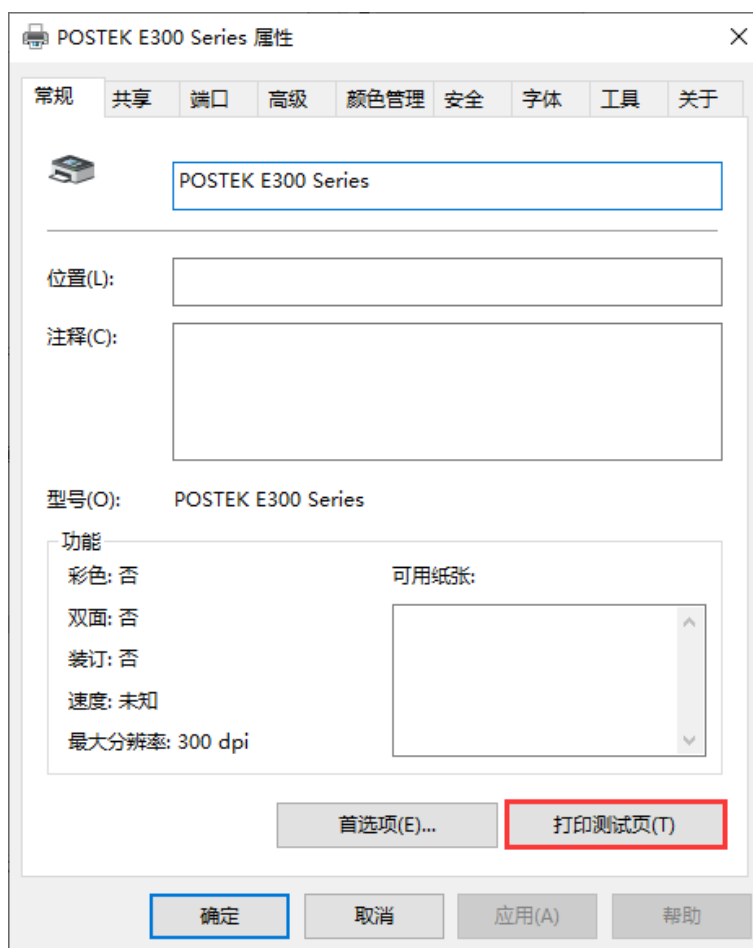 POSTEK E300 Series 属性
常规 共享 端口 高级 颜色管理 安全 字体 工具 关于
POSTEK E300 Series
位置(L):
注释(C):
型号(O): POSTEK E300 Series
功能
彩色: 否 可用纸张:
双面: 否
装订: 否
速度: 未知
最大分辨率: 300 dpi
首选项(E)... 打印测试页(T)
确定 取消 应用(A) 帮助